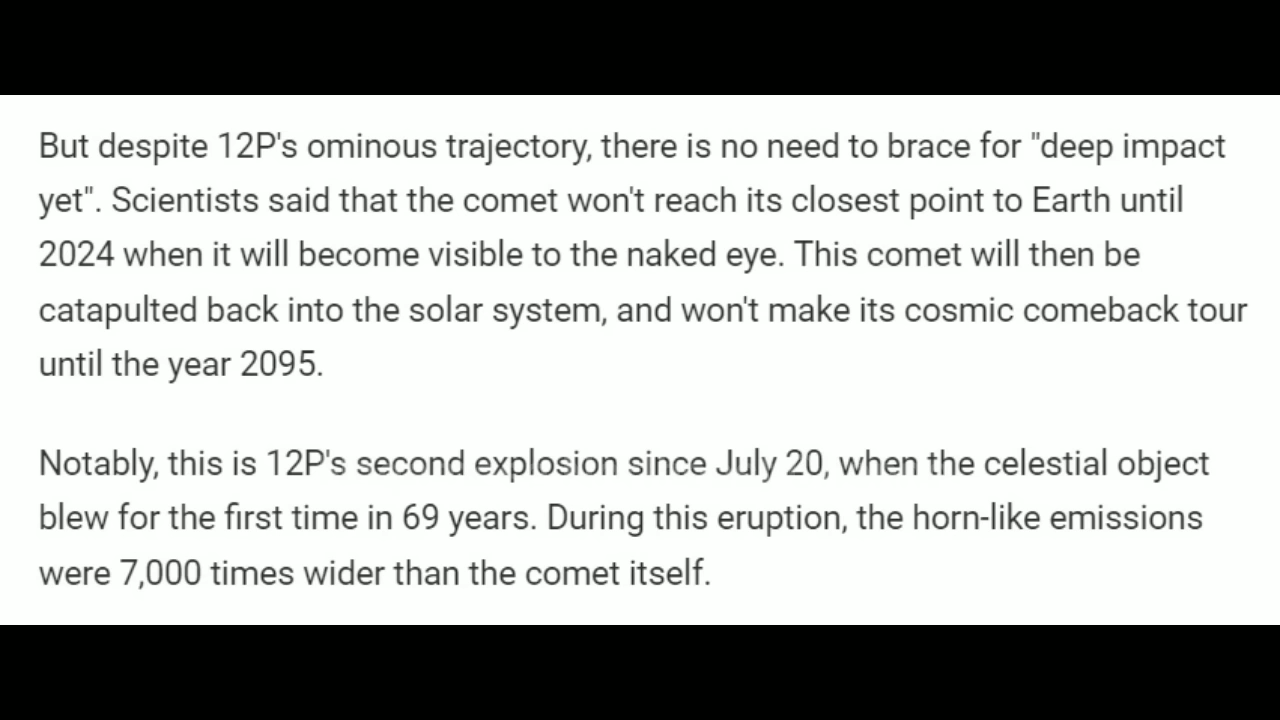 But despite 12P's ominous trajectory, there is no need to brace for "deep impact
yet". Scientists said that the comet won't reach its closest point to Earth until
2024 when it will become visible to the naked eye. This comet will then be
catapulted back into the solar system, and won't make its cosmic comeback tour
until the year 2095.
Notably, this is 12P's second explosion since July 20, when the celestial object
blew for the first time in 69 years. During this eruption, the horn-like emissions
were 7,000 times wider than the comet itself.